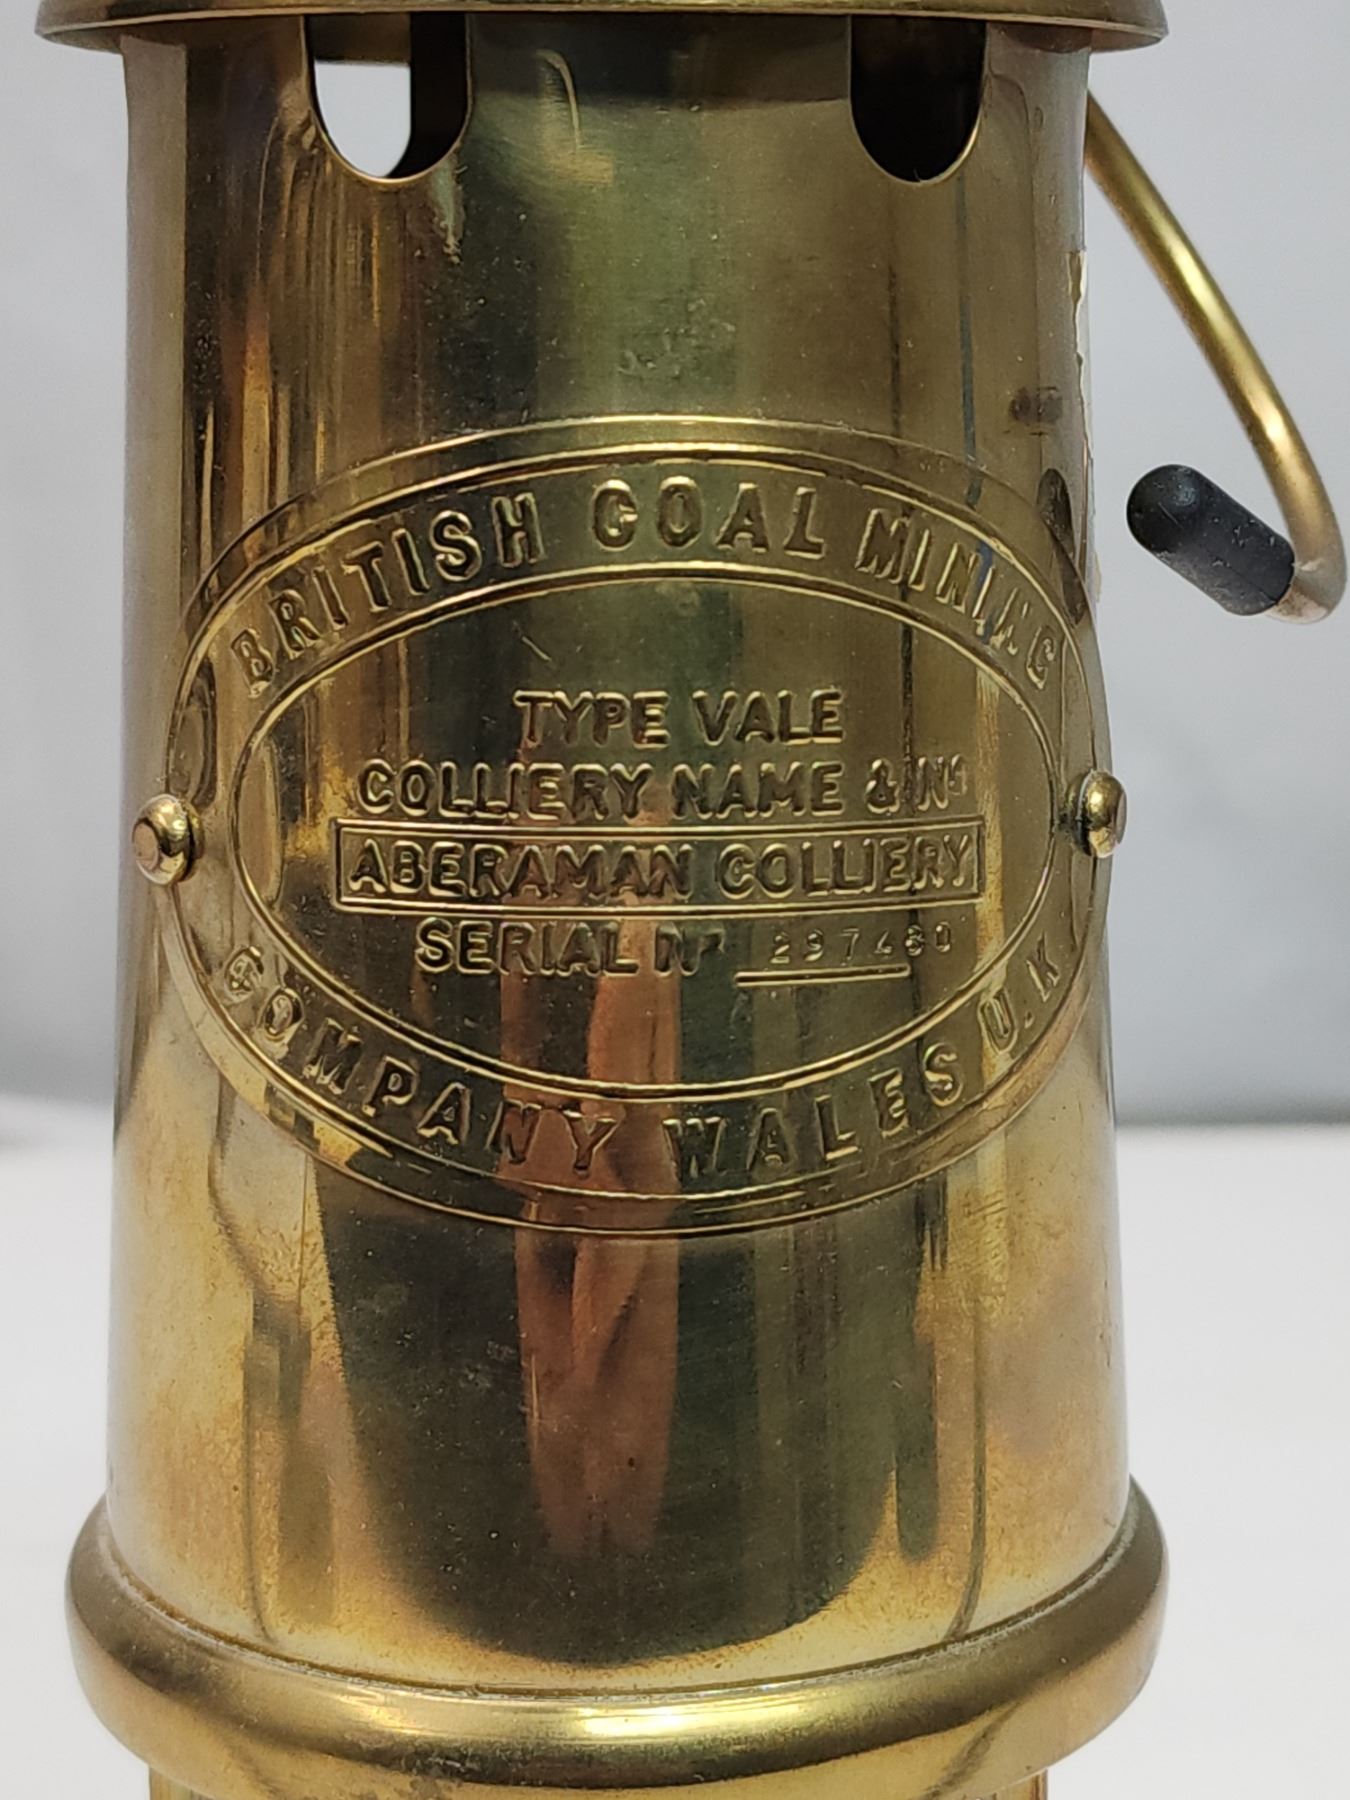 BRITISH COAL MINING
TYPE VALE
COLLIERY NAME & Nº
ABERAMAN COLLIERY
SERIAL Nº 297480
COMPANY WALES U.K